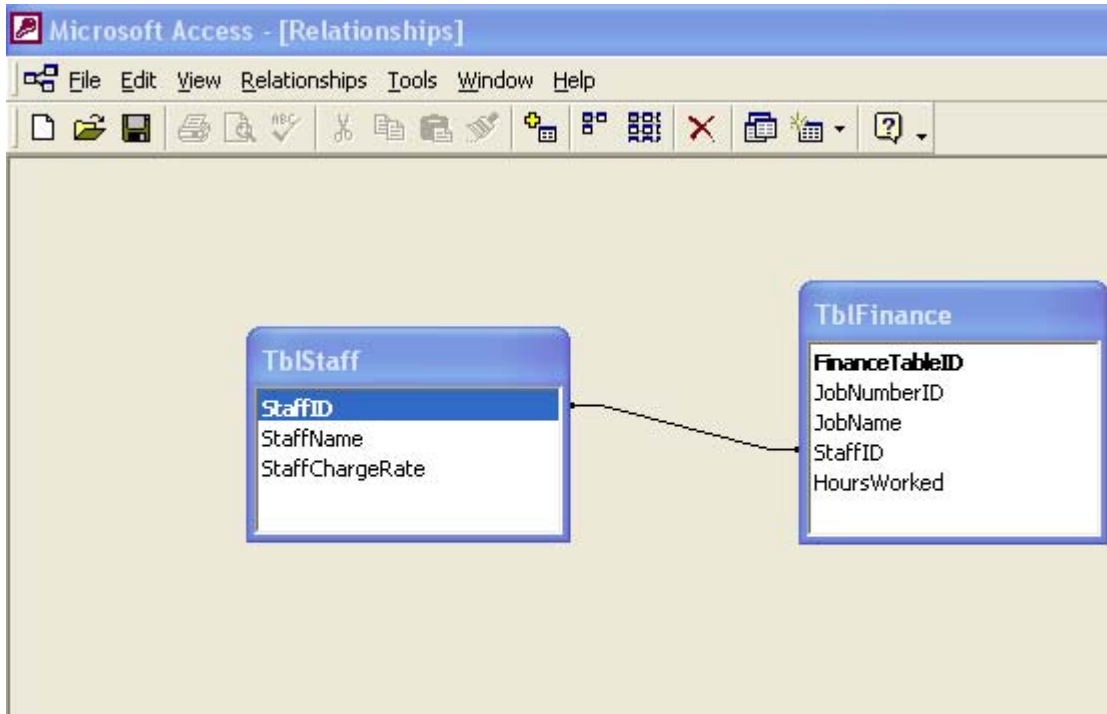 Microsoft Access - [Relationships]
File Edit View Relationships Tools Window Help
ABC
TblStaff
StaffID
StaffName
StaffChargeRate
TblFinance
FinanceTableID
JobNumberID
JobName
StaffID
HoursWorked